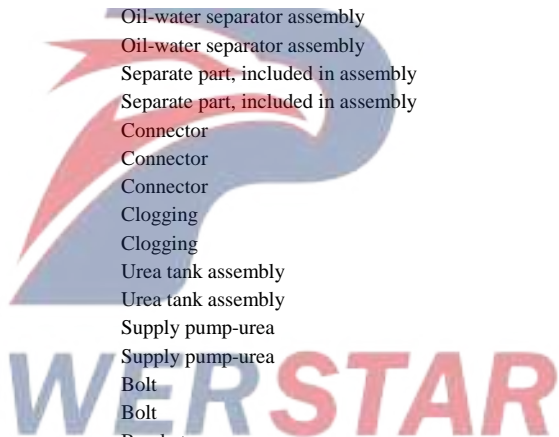 Oil-water separator assembly
Oil-water separator assembly
Separate part, included in assembly
Separate part, included in assembly
Connector
Connector
Connector
Clogging
Clogging
Urea tank assembly
Urea tank assembly
Supply pump-urea
Supply pump-urea
Bolt
Bolt
WERSTAR